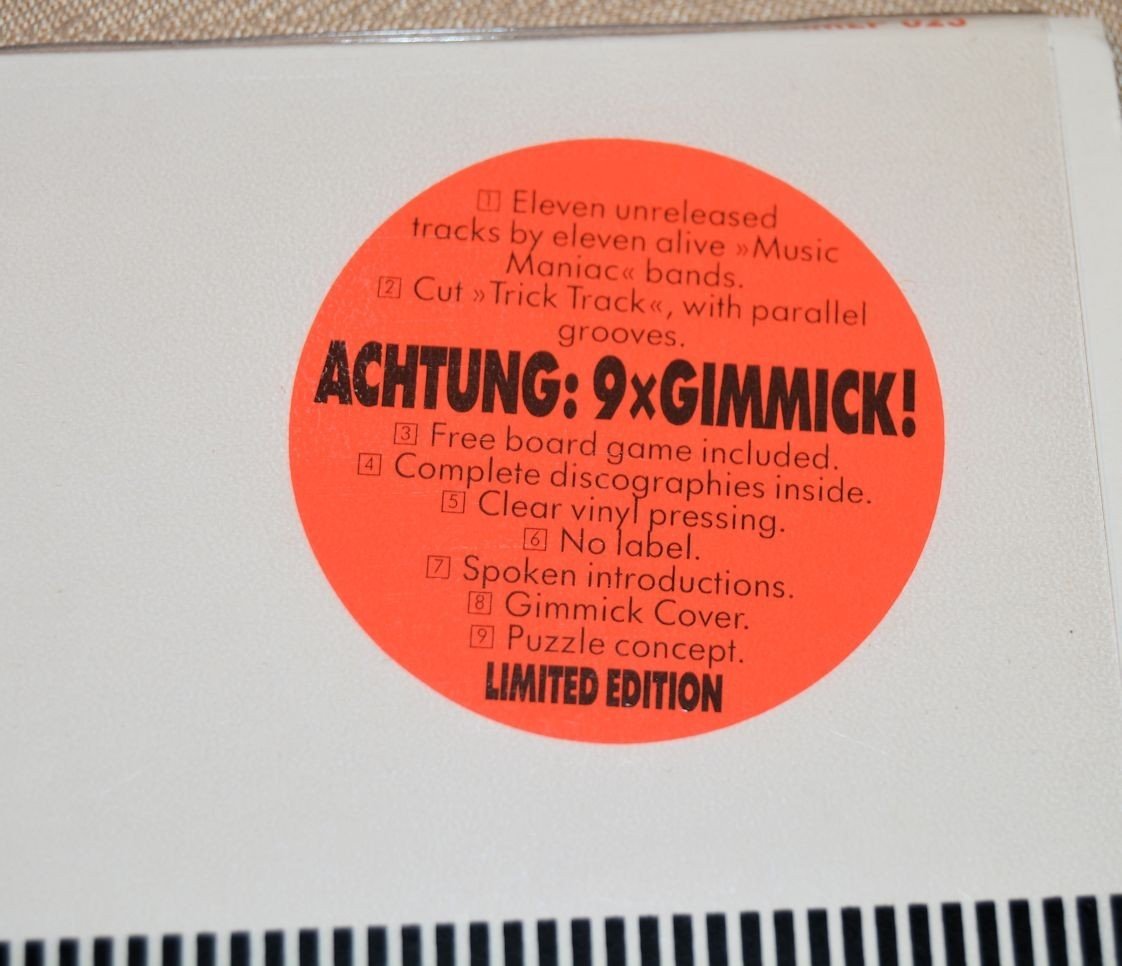 1 Eleven unreleased
tracks by eleven alive »Music
Maniac« bands.
2 Cut »Trick Track«, with parallel
grooves.
ACHTUNG: 9xGIMMICK!
3 Free board game included.
4 Complete discographies inside.
5 Clear vinyl pressing.
6 No label.
7 Spoken introductions.
8 Gimmick Cover.
9 Puzzle concept.
LIMITED EDITION